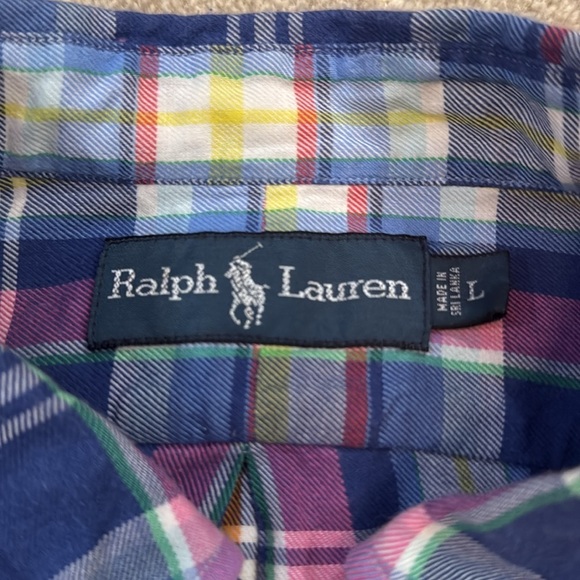 Ralph Lauren
MADE IN
SRI LANKA
L